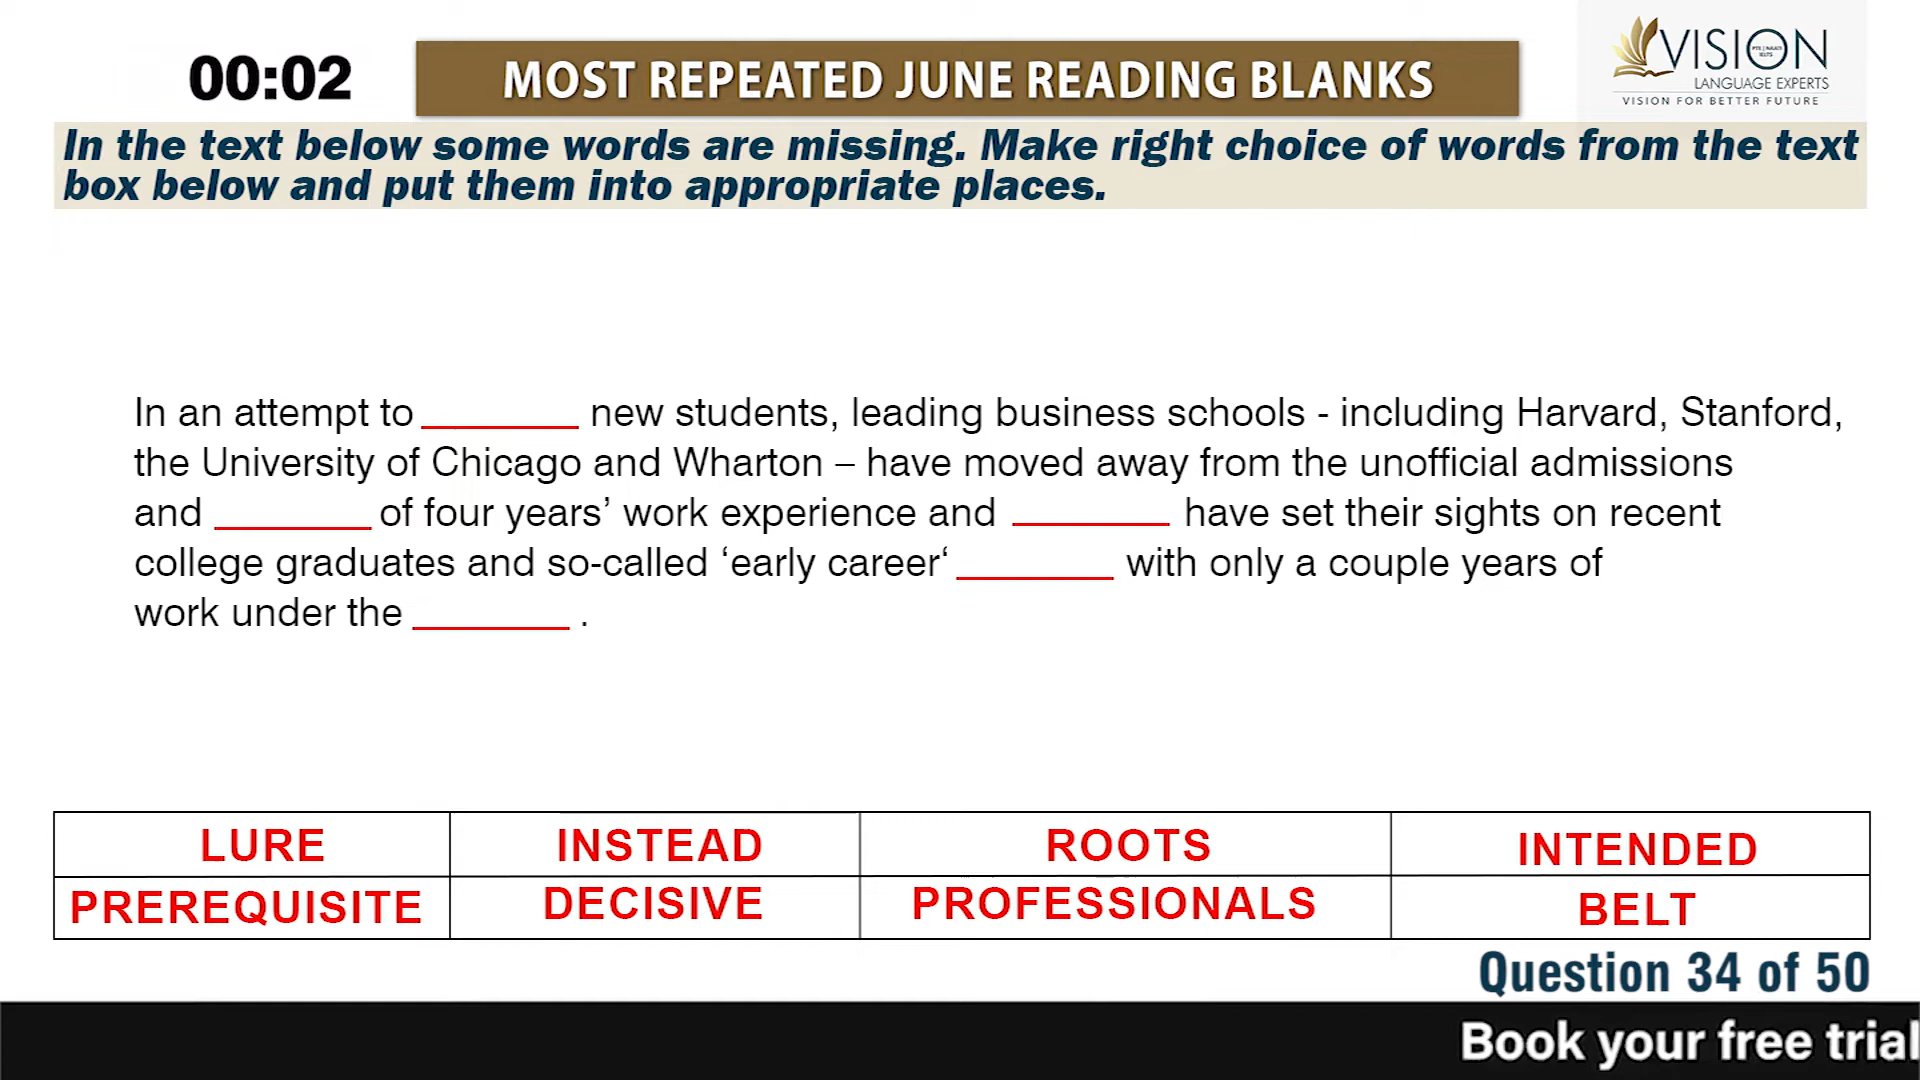 00:02
MOST REPEATED JUNE READING BLANKS
VISION
PTE | NAATI
IELTS
LANGUAGE EXPERTS
VISION FOR BETTER FUTURE
In the text below some words are missing. Make right choice of words from the text
box below and put them into appropriate places.
In an attempt to ________ new students, leading business schools - including Harvard, Stanford,
the University of Chicago and Wharton – have moved away from the unofficial admissions
and ________ of four years’ work experience and ________ have set their sights on recent
college graduates and so-called ‘early career‘ ________ with only a couple years of
work under the ________ .
LURE INSTEAD ROOTS INTENDED
PREREQUISITE DECISIVE PROFESSIONALS BELT
Question 34 of 50
Book your free trial